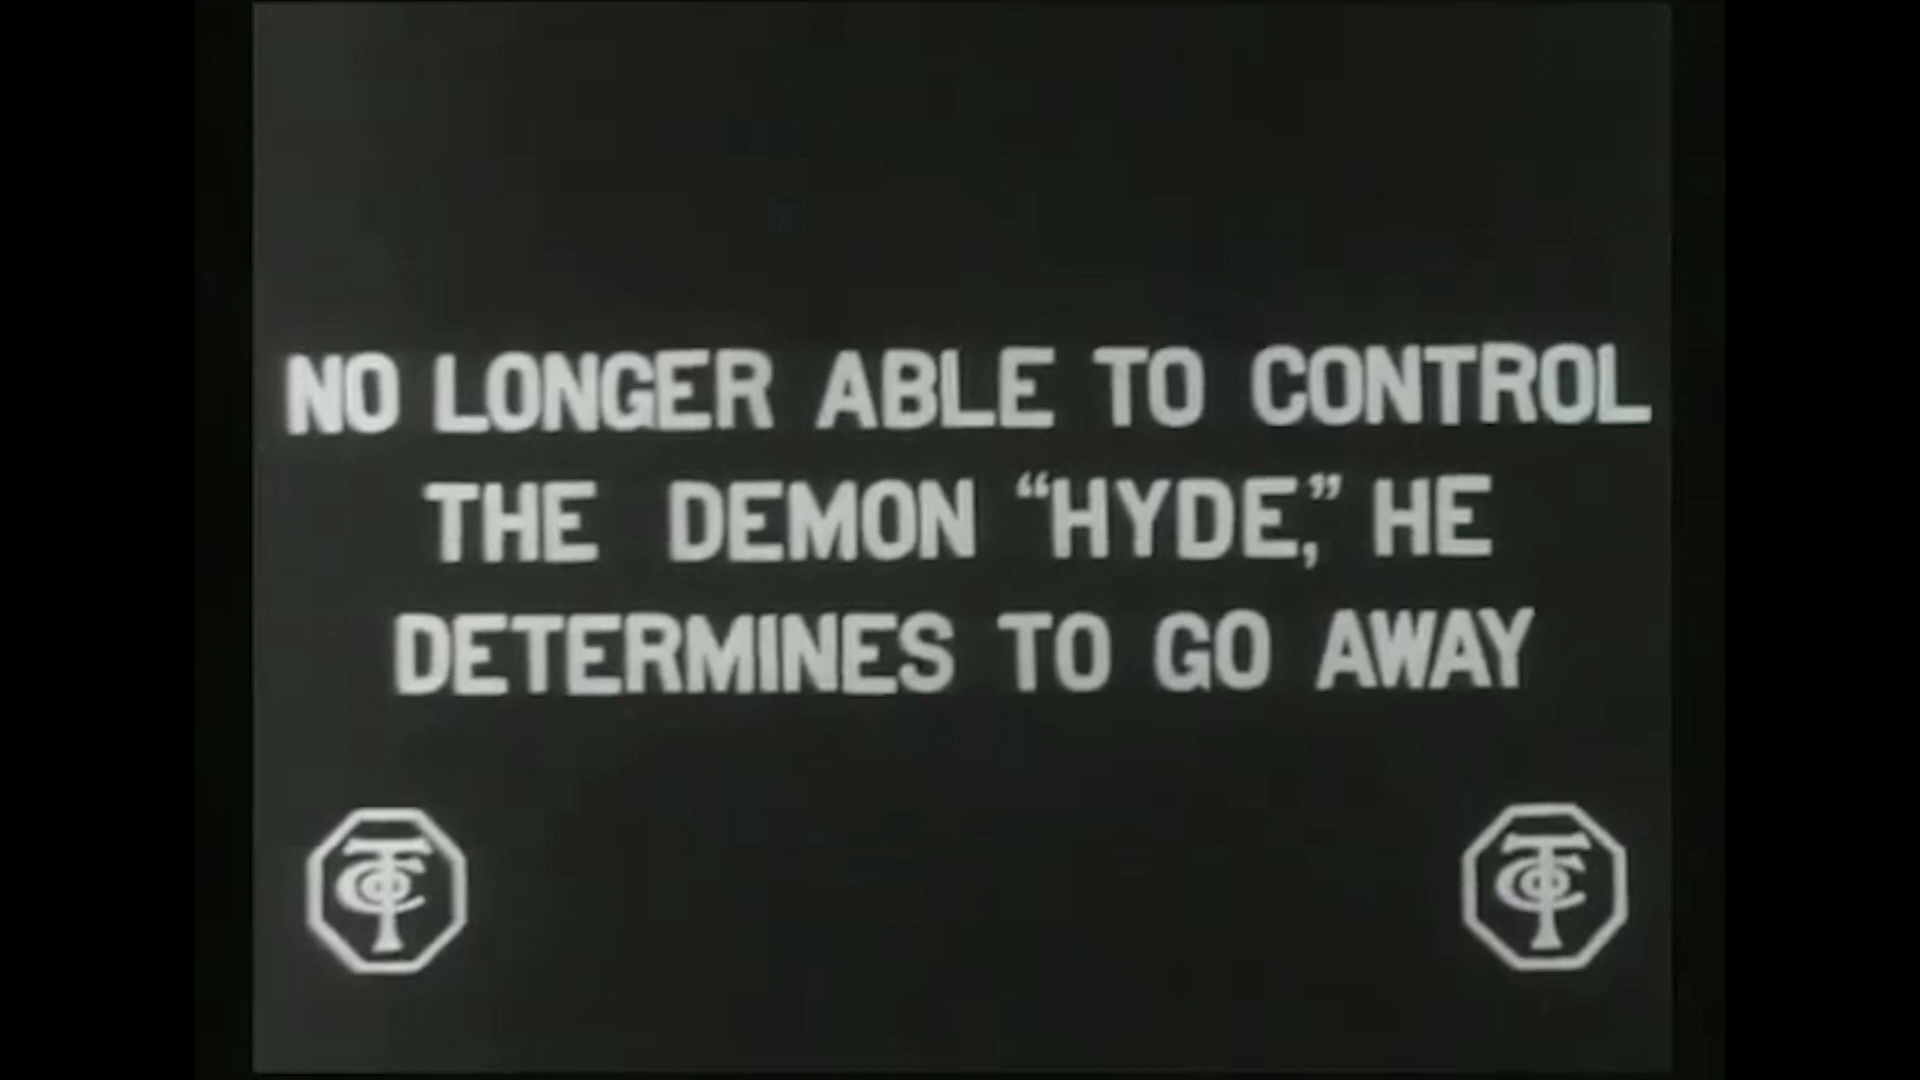 NO LONGER ABLE TO CONTROL
THE DEMON “HYDE,” HE
DETERMINES TO GO AWAY